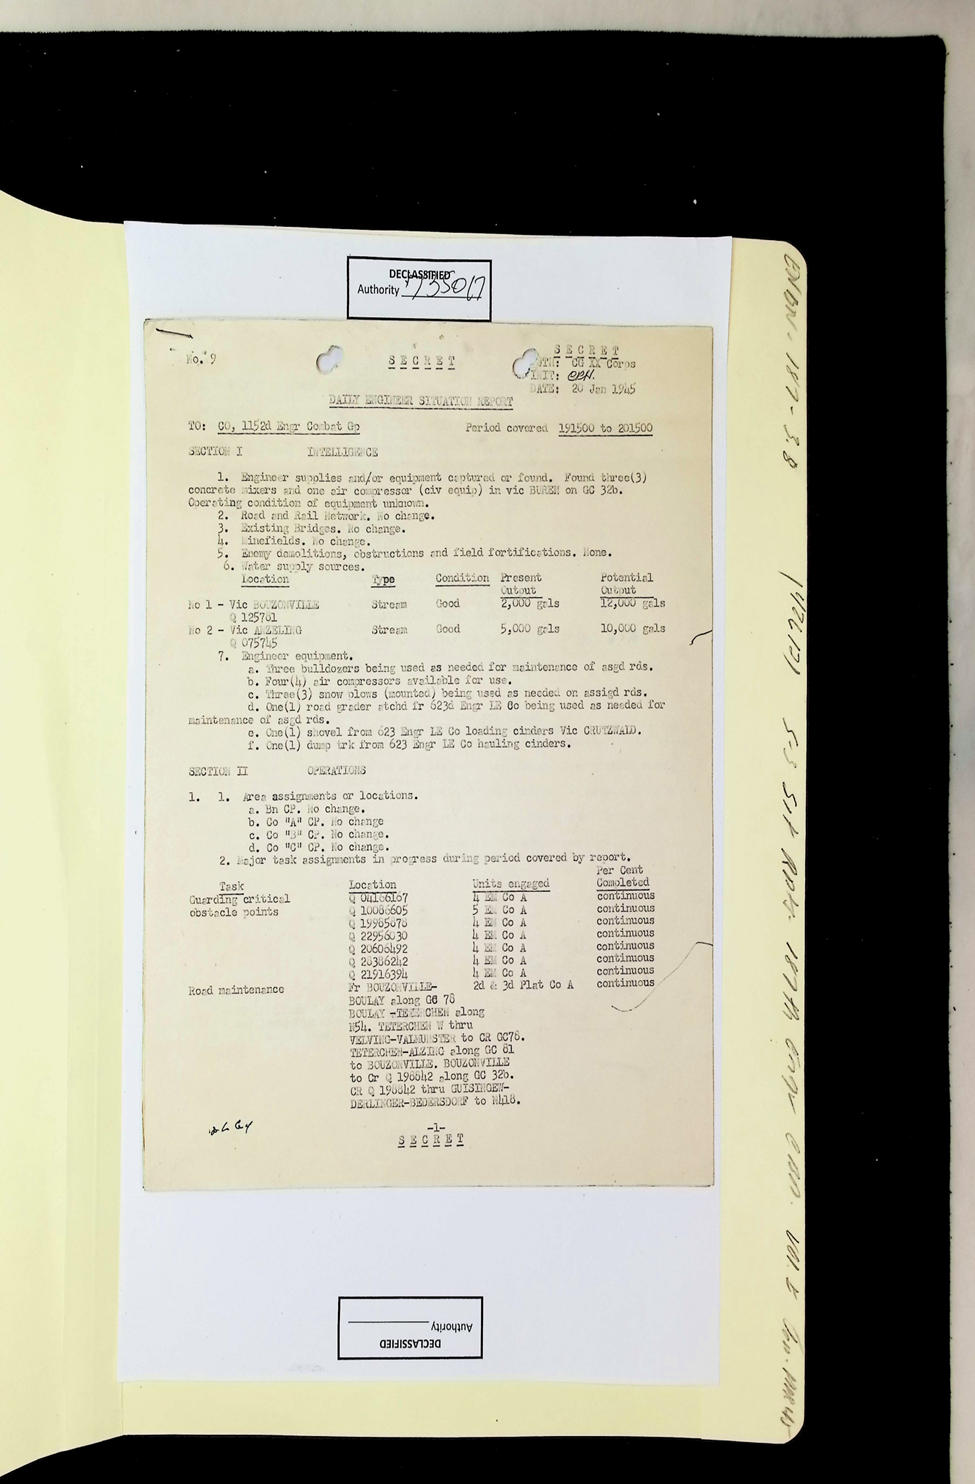 DECLASSIFIED
Authority 735017
No. 9
S E C R E T
S E C R E T
AUTH: CG XX Corps
INIT:
DATE: 20 Jan 1945
DAILY ENGINEER SITUATION REPORT
TO: CO, 1152d Engr Combat Gp Period covered 191500 to 201500
SECTION I INTELLIGENCE
1. Engineer supplies and/or equipment captured or found. Found three(3)
concrete mixers and one air compressor (civ equip) in vic BUREN on GC 32b.
Operating condition of equipment unknown.
2. Road and Rail Network. No change.
3. Existing Bridges. No change.
4. Minefields. No change.
5. Enemy demolitions, obstructions and field fortifications. None.
6. Water supply sources.
Location Type Condition Present Potential
Output Output
No 1 - Vic BOUZONVILLE Stream Good 2,000 gals 12,000 gals
Q 125781
No 2 - Vic ANZELING Stream Good 5,000 gals 10,000 gals
Q 075745
7. Engineer equipment.
a. Three bulldozers being used as needed for maintenance of asgd rds.
b. Four(4) air compressors available for use.
c. Three(3) snow plows (mounted) being used as needed on assigd rds.
d. One(1) road grader atchd fr 623d Engr LE Co being used as needed for
maintenance of asgd rds.
e. One(1) shovel from 623 Engr LE Co loading cinders Vic CRUTZWALD.
f. One(1) dump trk from 623 Engr LE Co hauling cinders.
SECTION II OPERATIONS
1. 1. Area assignments or locations.
a. Bn CP. No change.
b. Co "A" CP. No change
c. Co "B" CP. No change.
d. Co "C" CP. No change.
2. Major task assignments in progress during period covered by report.
Per Cent
Task Location Units engaged Completed
Guarding critical Q 04166167 4 EM Co A continuous
obstacle points Q 10086605 5 EM Co A continuous
Q 19985878 4 EM Co A continuous
Q 22956030 4 EM Co A continuous
Q 20606492 4 EM Co A continuous
Q 20386242 4 EM Co A continuous
Q 21916394 4 EM Co A continuous
Road maintenance Fr BOUZONVILLE- 2d & 3d Plat Co A continuous
BOULAY along GC 78
BOULAY -TETERCHEN along
N54. TETERCHEN W thru
VELVING-VALMUNSTER to CR GC78.
TETERCHEN-ALZING along GC 61
to BOUZONVILLE. BOUZONVILLE
to Cr Q 198842 along GC 32b.
CR Q 198842 thru GUISINGEN-
DERLINGER-BEDERSDORF to N418.
-1-
S E C R E T
DECLASSIFIED
Authority